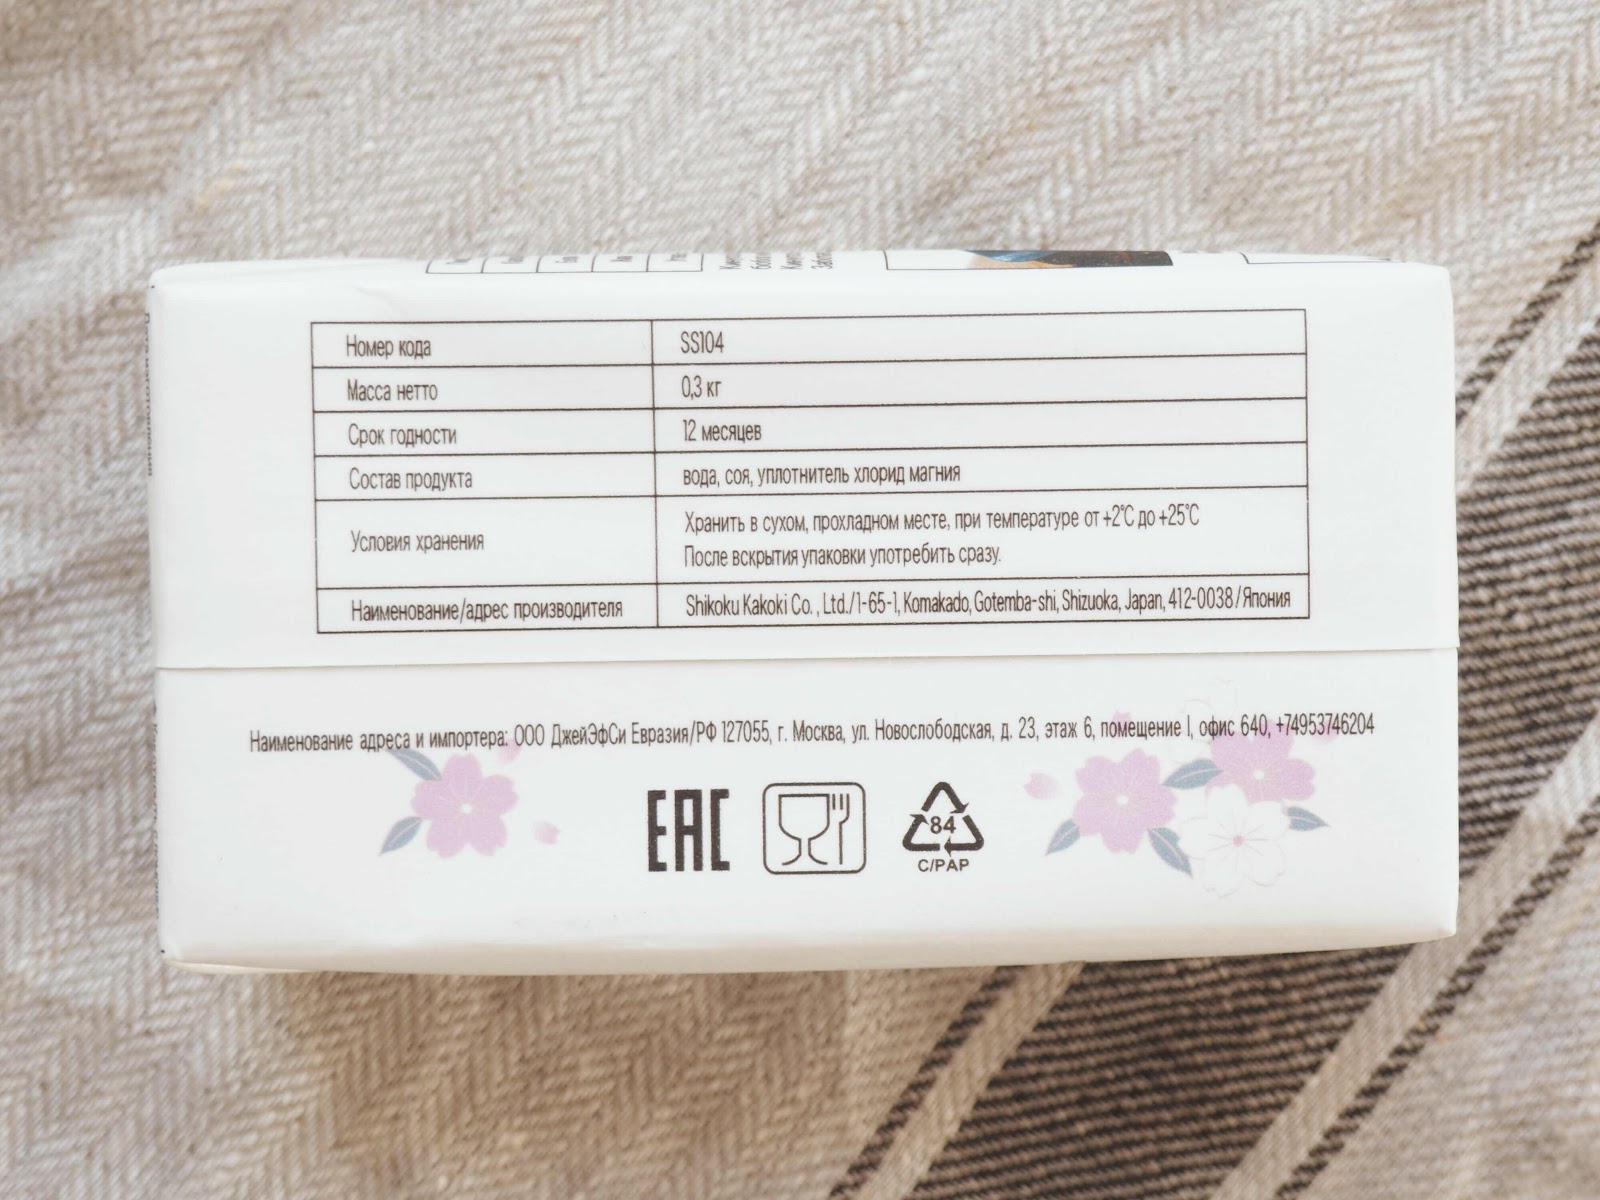 Номер кода SS104
Масса нетто 0,3 кг
Срок годности 12 месяцев
Состав продукта вода, соя, уплотнитель хлорид магния
Условия хранения Хранить в сухом, прохладном месте, при температуре от +2°C до +25°C
После вскрытия упаковки употребить сразу.
Наименование/адрес производителя Shikoku Kakoki Co. , Ltd./1-65-1, Komakado, Gotemba-shi, Shizuoka, Japan, 412-0038/Япония
Наименование адреса и импортера: ООО ДжейЭфСи Евразия/РФ 127055, г. Москва, ул. Новослободская, д. 23, этаж 6, помещение I, офис 640, +74953746204
EAC
84
C/PAP